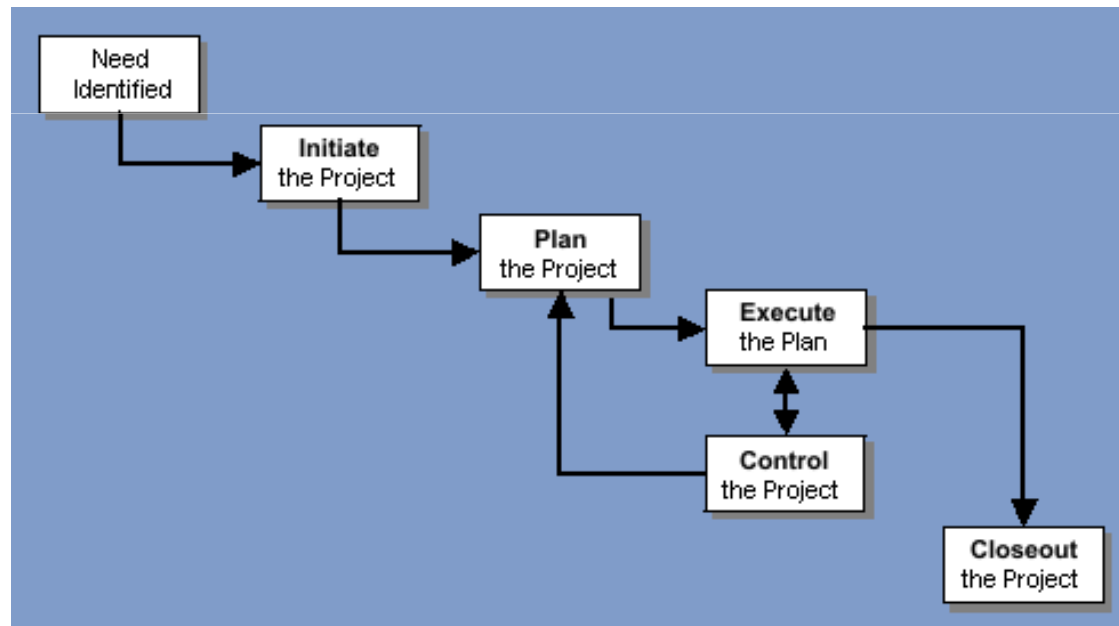 Need
Identified
Initiate
the Project
Plan
the Project
Execute
the Plan
Control
the Project
Closeout
the Project